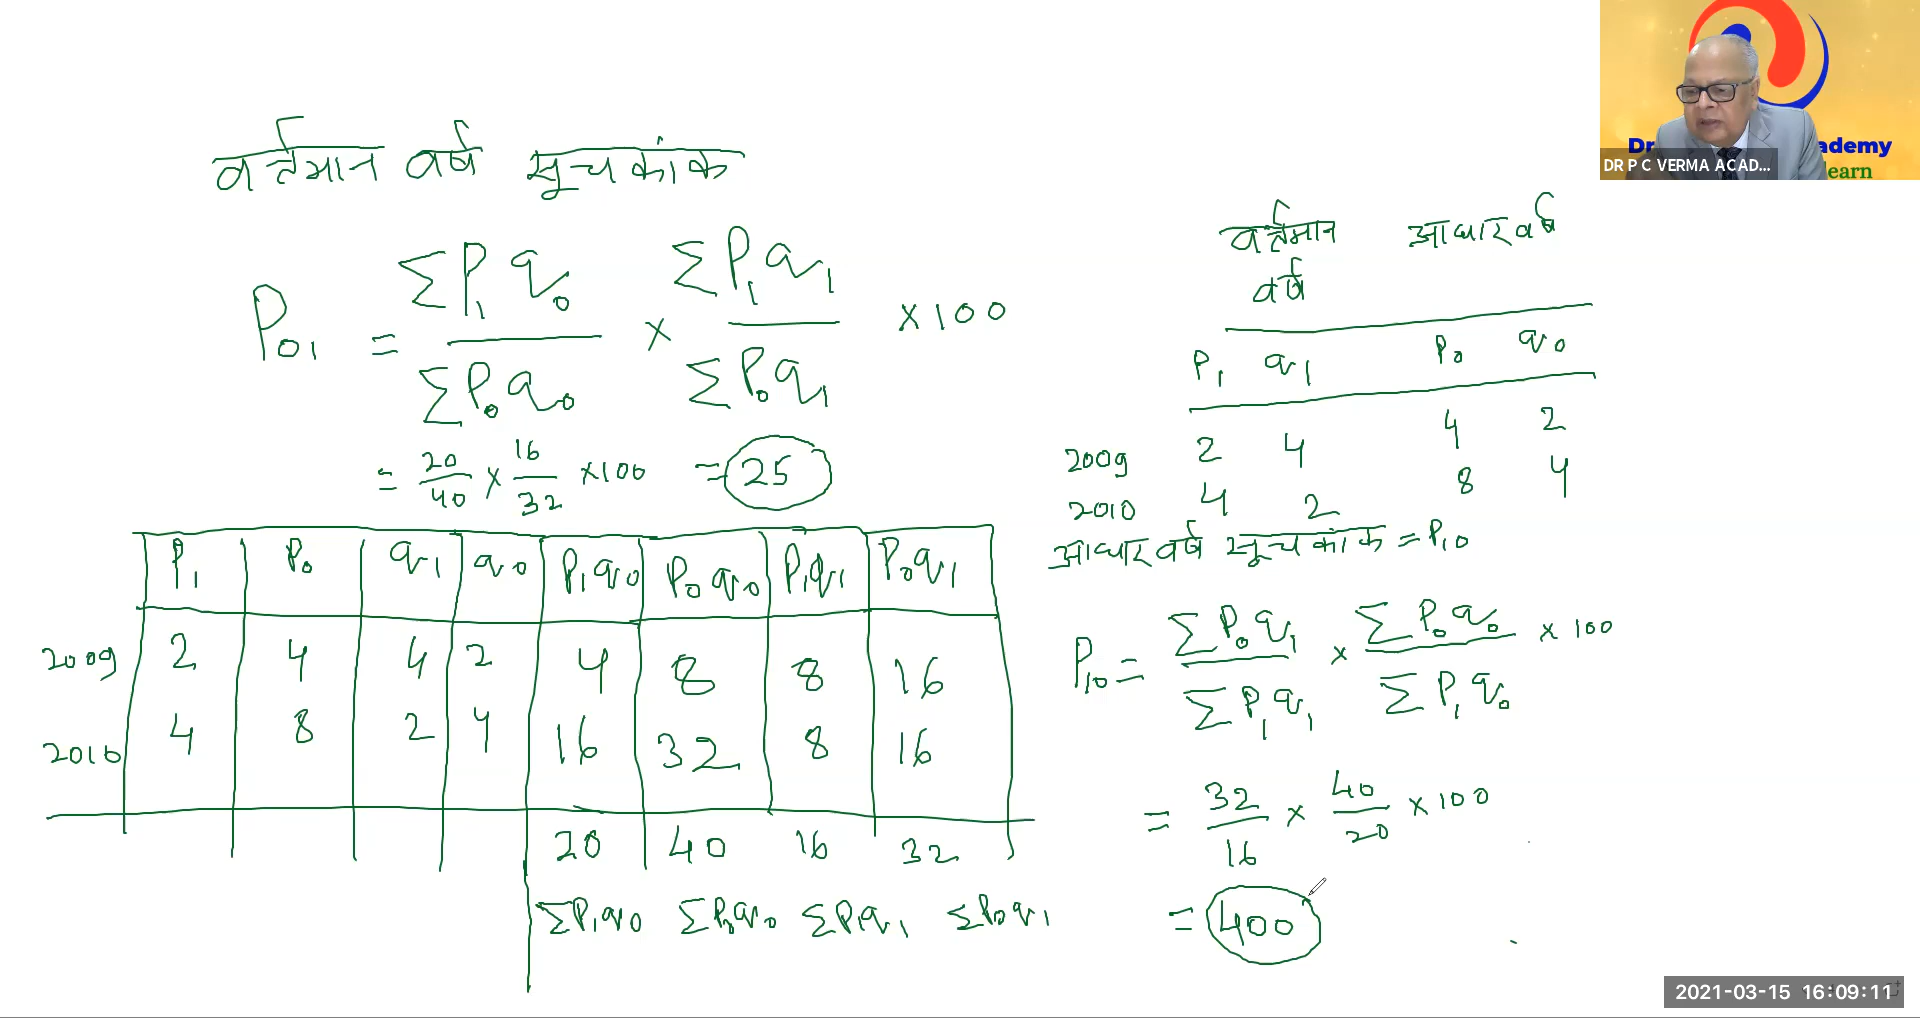 वर्तमान वर्ष सूचकांक
P₀₁ = ΣP₁q₀ / ΣP₀q₀ × ΣP₁q₁ / ΣP₀q₁ × 100
= 20/40 × 16/32 × 100 = 25
P₁ P₀ q₁ q₀ P₁q₀ P₀q₀ P₁q₁ P₀q₁
2009 2 4 4 2 4 8 8 16
2010 4 8 2 4 16 32 8 16
20 40 16 32
ΣP₁q₀ ΣP₀q₀ ΣP₁q₁ ΣP₀q₁
वर्तमान आधार वर्ष
वर्ष
P₁ q₁ P₀ q₀
2009 2 4 4 2
2010 4 2 8 4
आधार वर्ष सूचकांक = P₁₀
P₁₀ = ΣP₀q₁ / ΣP₁q₁ × ΣP₀q₀ / ΣP₁q₀ × 100
= 32/16 × 40/20 × 100
= 400
Dr ademy
DR P C VERMA ACAD...
learn
2021-03-15 16:09:11